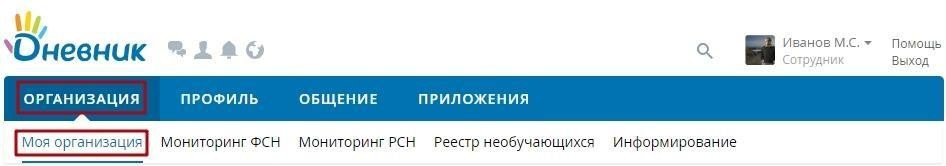 Дневник
Иванов М.С.
Сотрудник
Помощь
Выход
ОРГАНИЗАЦИЯ ПРОФИЛЬ ОБЩЕНИЕ ПРИЛОЖЕНИЯ
Моя организация Мониторинг ФСН Мониторинг РСН Реестр необучающихся Информирование